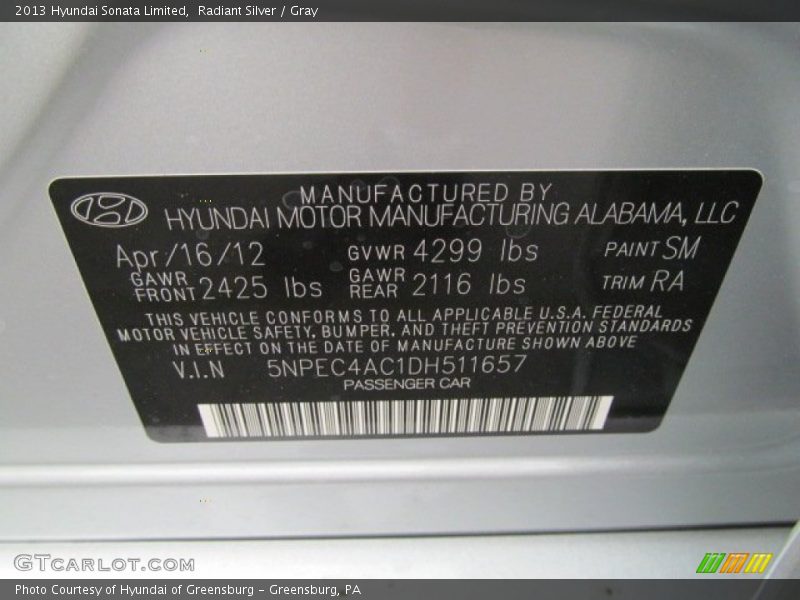 2013 Hyundai Sonata Limited, Radiant Silver / Gray
MANUFACTURED BY
HYUNDAI MOTOR MANUFACTURING ALABAMA, LLC
Apr/16/12 GVWR 4299 lbs PAINT SM
GAWR FRONT 2425 lbs GAWR REAR 2116 lbs TRIM RA
THIS VEHICLE CONFORMS TO ALL APPLICABLE U.S.A. FEDERAL
MOTOR VEHICLE SAFETY, BUMPER, AND THEFT PREVENTION STANDARDS
IN EFFECT ON THE DATE OF MANUFACTURE SHOWN ABOVE
V.I.N 5NPEC4AC1DH511657
PASSENGER CAR
GTCARLOT.COM
Photo Courtesy of Hyundai of Greensburg - Greensburg, PA